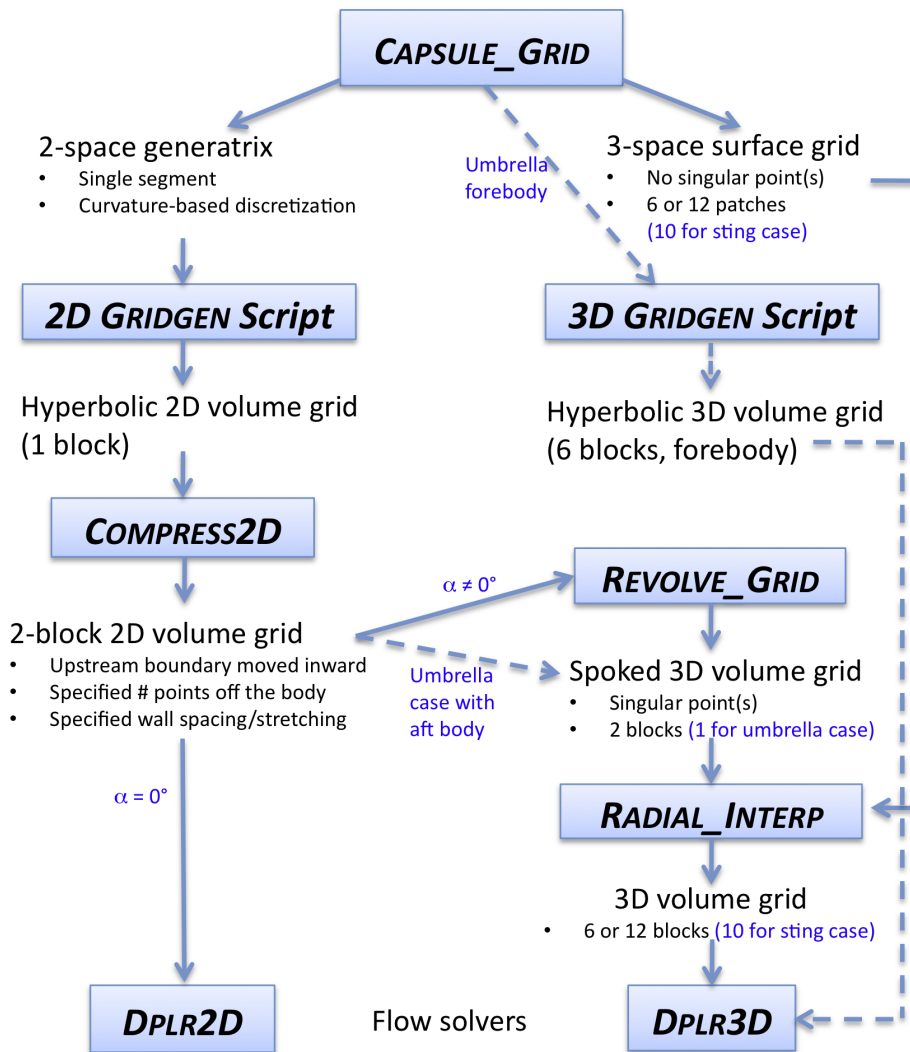 CAPSULE_GRID
2-space generatrix
• Single segment
• Curvature-based discretization
Umbrella
forebody
3-space surface grid
• No singular point(s)
• 6 or 12 patches
(10 for sting case)
2D GRIDGEN Script
3D GRIDGEN Script
Hyperbolic 2D volume grid
(1 block)
Hyperbolic 3D volume grid
(6 blocks, forebody)
COMPRESS2D
α ≠ 0°
REVOLVE_GRID
2-block 2D volume grid
• Upstream boundary moved inward
• Specified # points off the body
• Specified wall spacing/stretching
Umbrella
case with
aft body
Spoked 3D volume grid
• Singular point(s)
• 2 blocks (1 for umbrella case)
α = 0°
RADIAL_INTERP
3D volume grid
• 6 or 12 blocks (10 for sting case)
DPLR2D
Flow solvers
DPLR3D